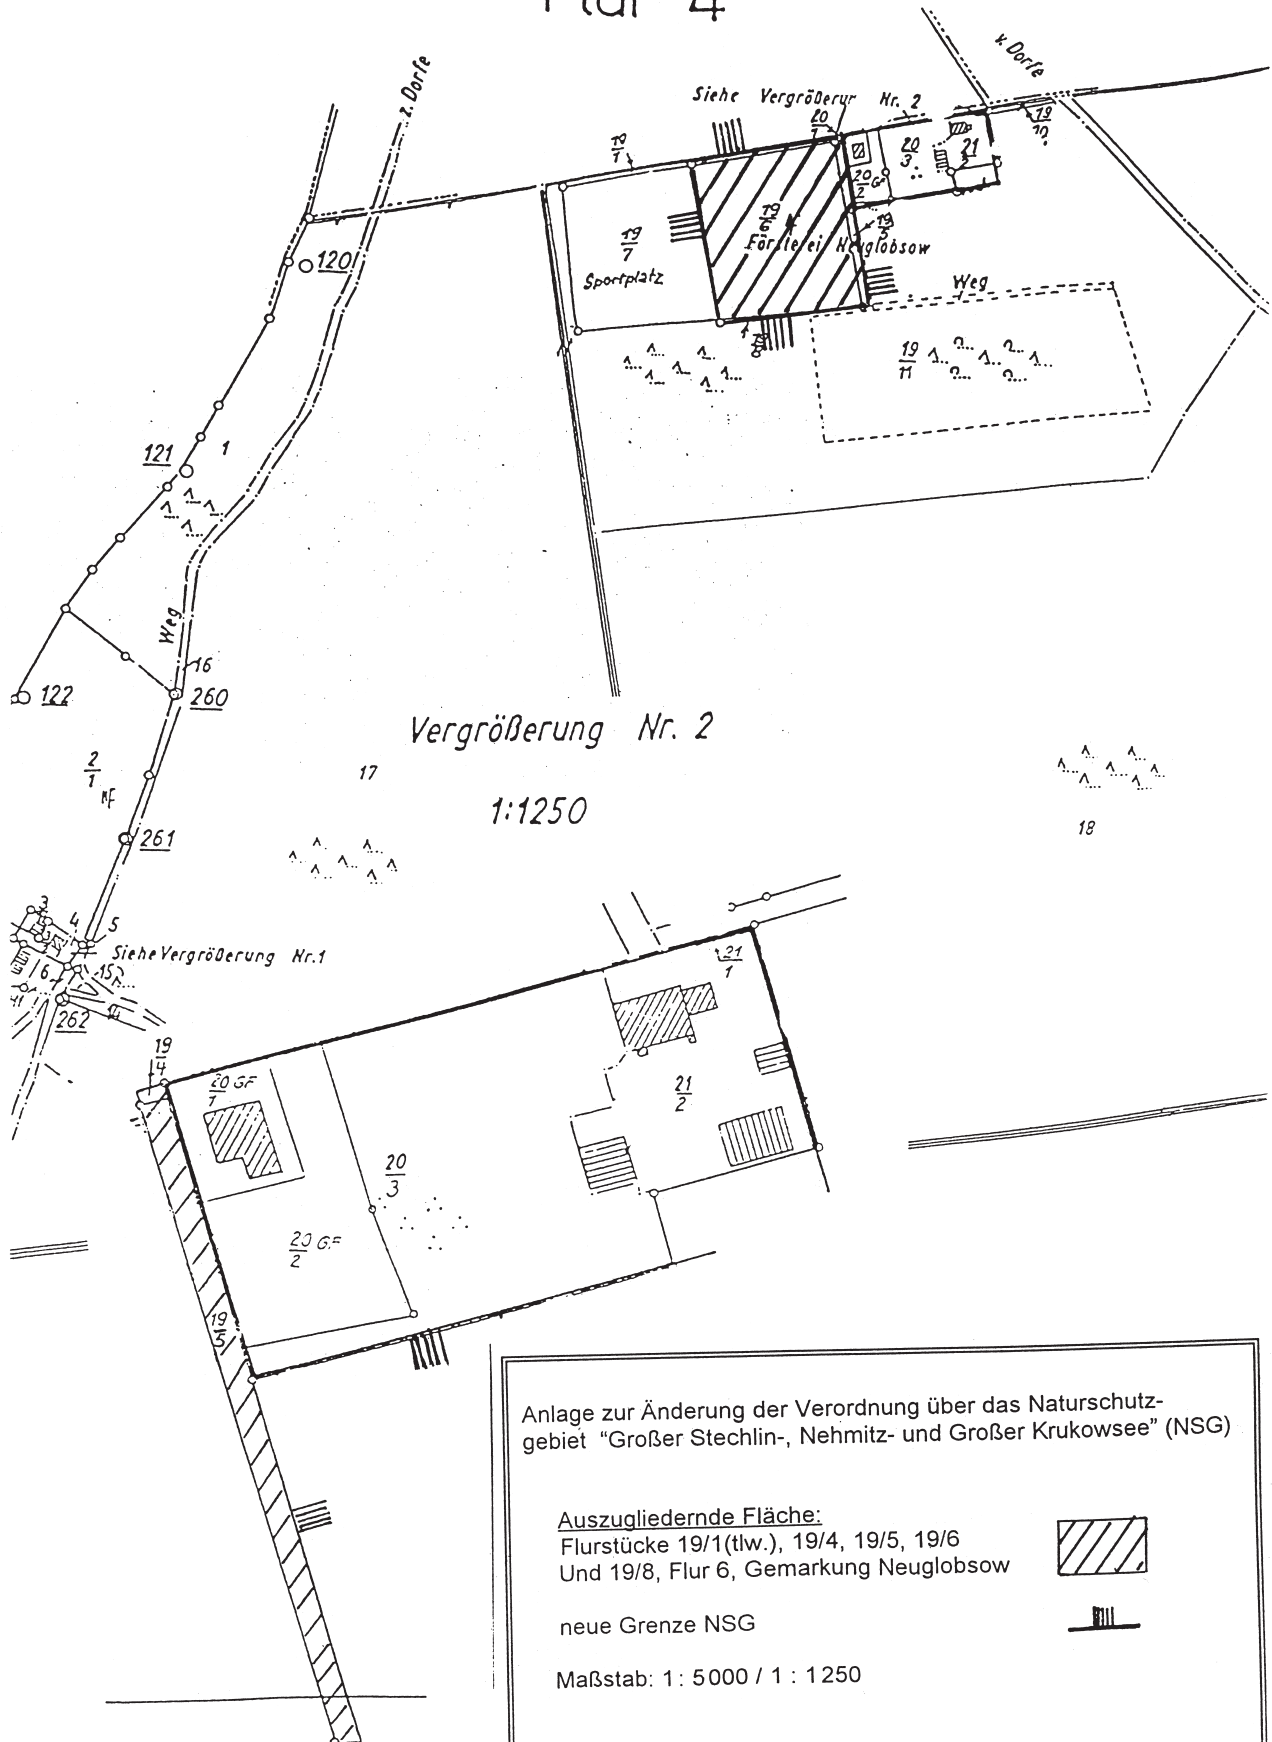 Flur 4
z. Dorfe
v. Dorfe
Siehe Vergrößerun Nr. 2
19/1
20/1
20/3
21/2
19/10
20/2 GF
19/5
19/6
Försterei Neuglobsow
19/7
Sportplatz
19/8
Weg
19/11
120
121
1
Weg
16
122
260
Vergrößerung Nr. 2
1:1250
2/1
17
18
261
3
4
5
Siehe Vergrößerung Nr.1
6
15
14
262
19/4
20/1 GF
21/1
21/2
20/3
20/2 GF
19/5
Anlage zur Änderung der Verordnung über das Naturschutz-
gebiet “Großer Stechlin-, Nehmitz- und Großer Krukowsee” (NSG)
Auszugliedernde Fläche:
Flurstücke 19/1(tlw.), 19/4, 19/5, 19/6
Und 19/8, Flur 6, Gemarkung Neuglobsow
neue Grenze NSG
Maßstab: 1 : 5000 / 1 : 1250